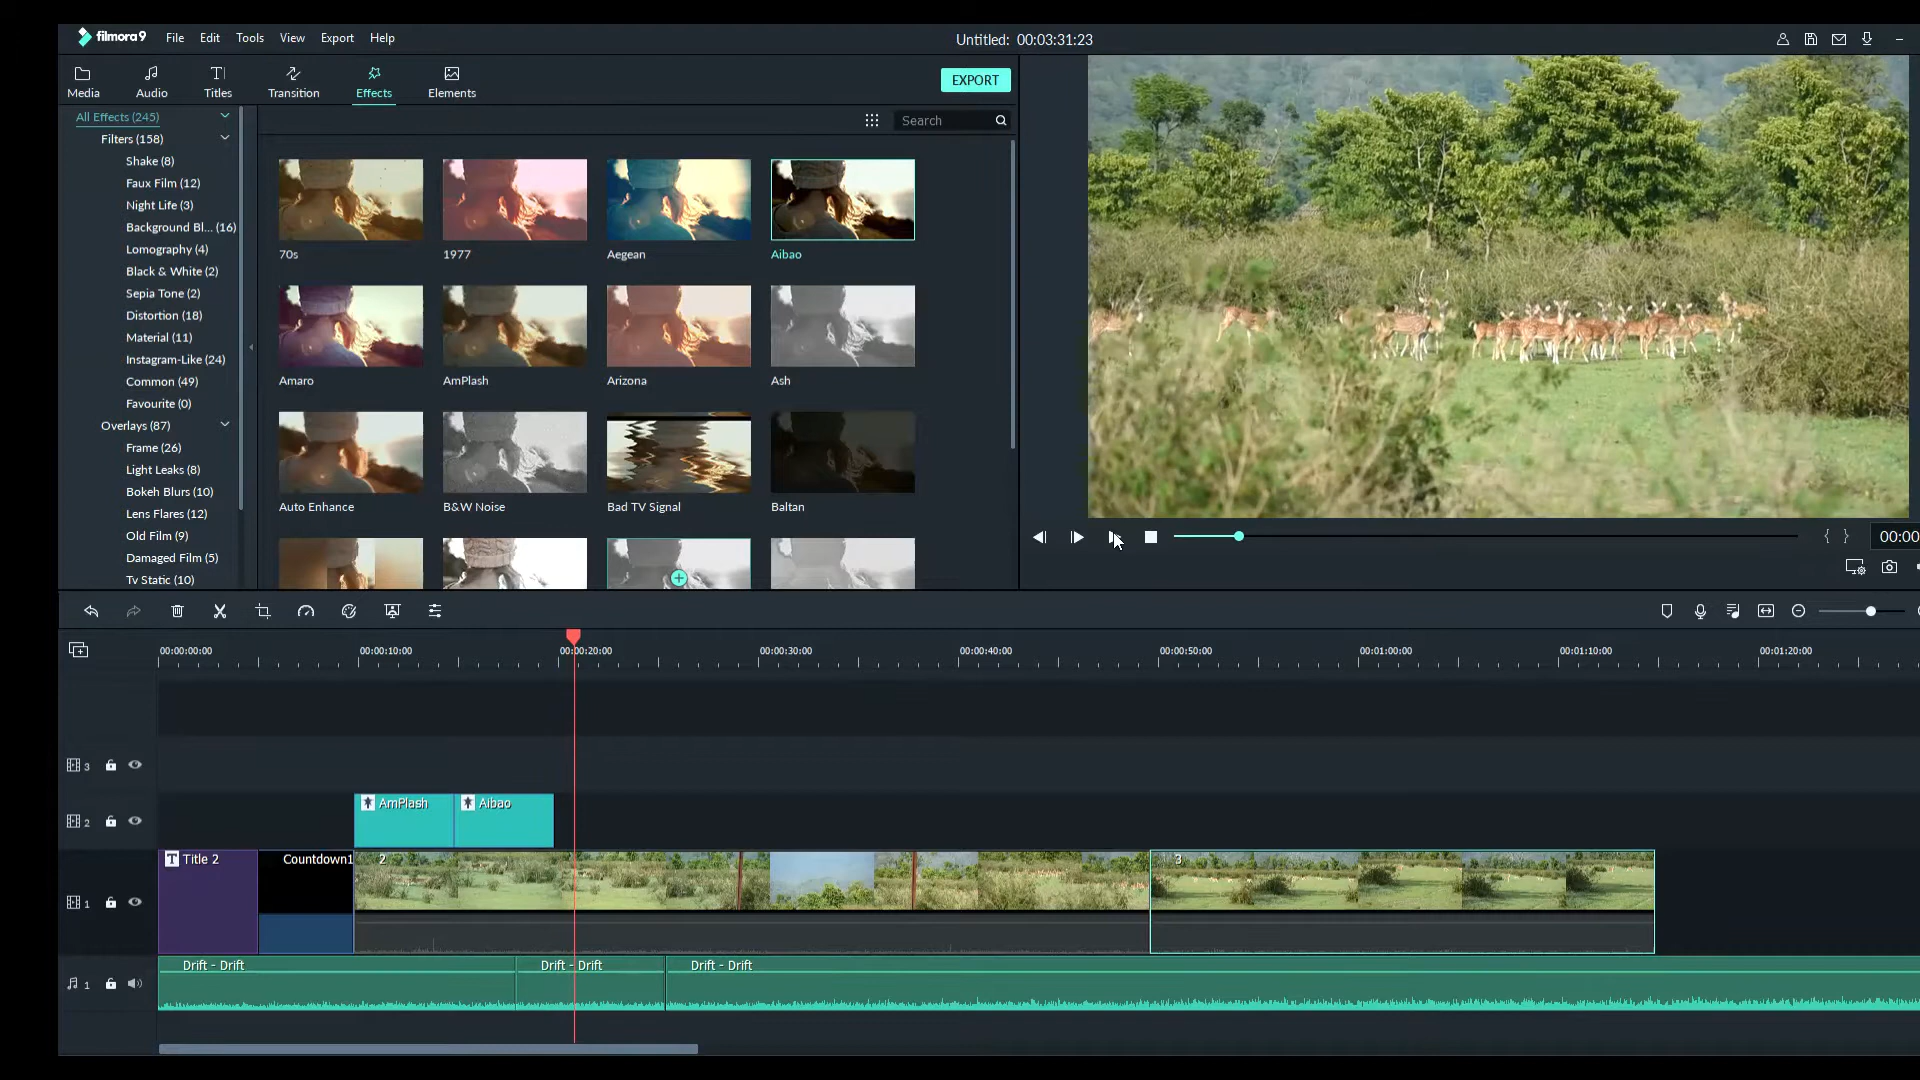 filmora9 File Edit Tools View Export Help
Untitled: 00:03:31:23
Media Audio Titles Transition Effects Elements
EXPORT
All Effects (245)
Filters (158)
Shake (8)
Faux Film (12)
Night Life (3)
Background Bl... (16)
Lomography (4)
Black & White (2)
Sepia Tone (2)
Distortion (18)
Material (11)
Instagram-Like (24)
Common (49)
Favourite (0)
Overlays (87)
Frame (26)
Light Leaks (8)
Bokeh Blurs (10)
Lens Flares (12)
Old Film (9)
Damaged Film (5)
Tv Static (10)
Search
70s 1977 Aegean Aibao
Amaro AmPlash Arizona Ash
Auto Enhance B&W Noise Bad TV Signal Baltan
00:00
00:00:00:00 00:00:10:00 00:00:20:00 00:00:30:00 00:00:40:00 00:00:50:00 00:01:00:00 00:01:10:00 00:01:20:00
3
2 AmPlash Aibao
T Title 2 Countdown1 2 3
1
Drift - Drift Drift - Drift Drift - Drift
1